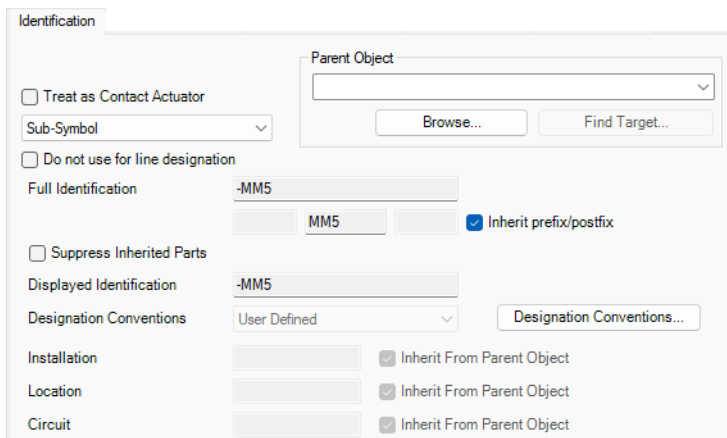 Identification
Parent Object
Treat as Contact Actuator
Sub-Symbol
Browse...
Find Target...
Do not use for line designation
Full Identification
-MM5
MM5
Inherit prefix/postfix
Suppress Inherited Parts
Displayed Identification
-MM5
Designation Conventions
User Defined
Designation Conventions...
Installation
Inherit From Parent Object
Location
Inherit From Parent Object
Circuit
Inherit From Parent Object